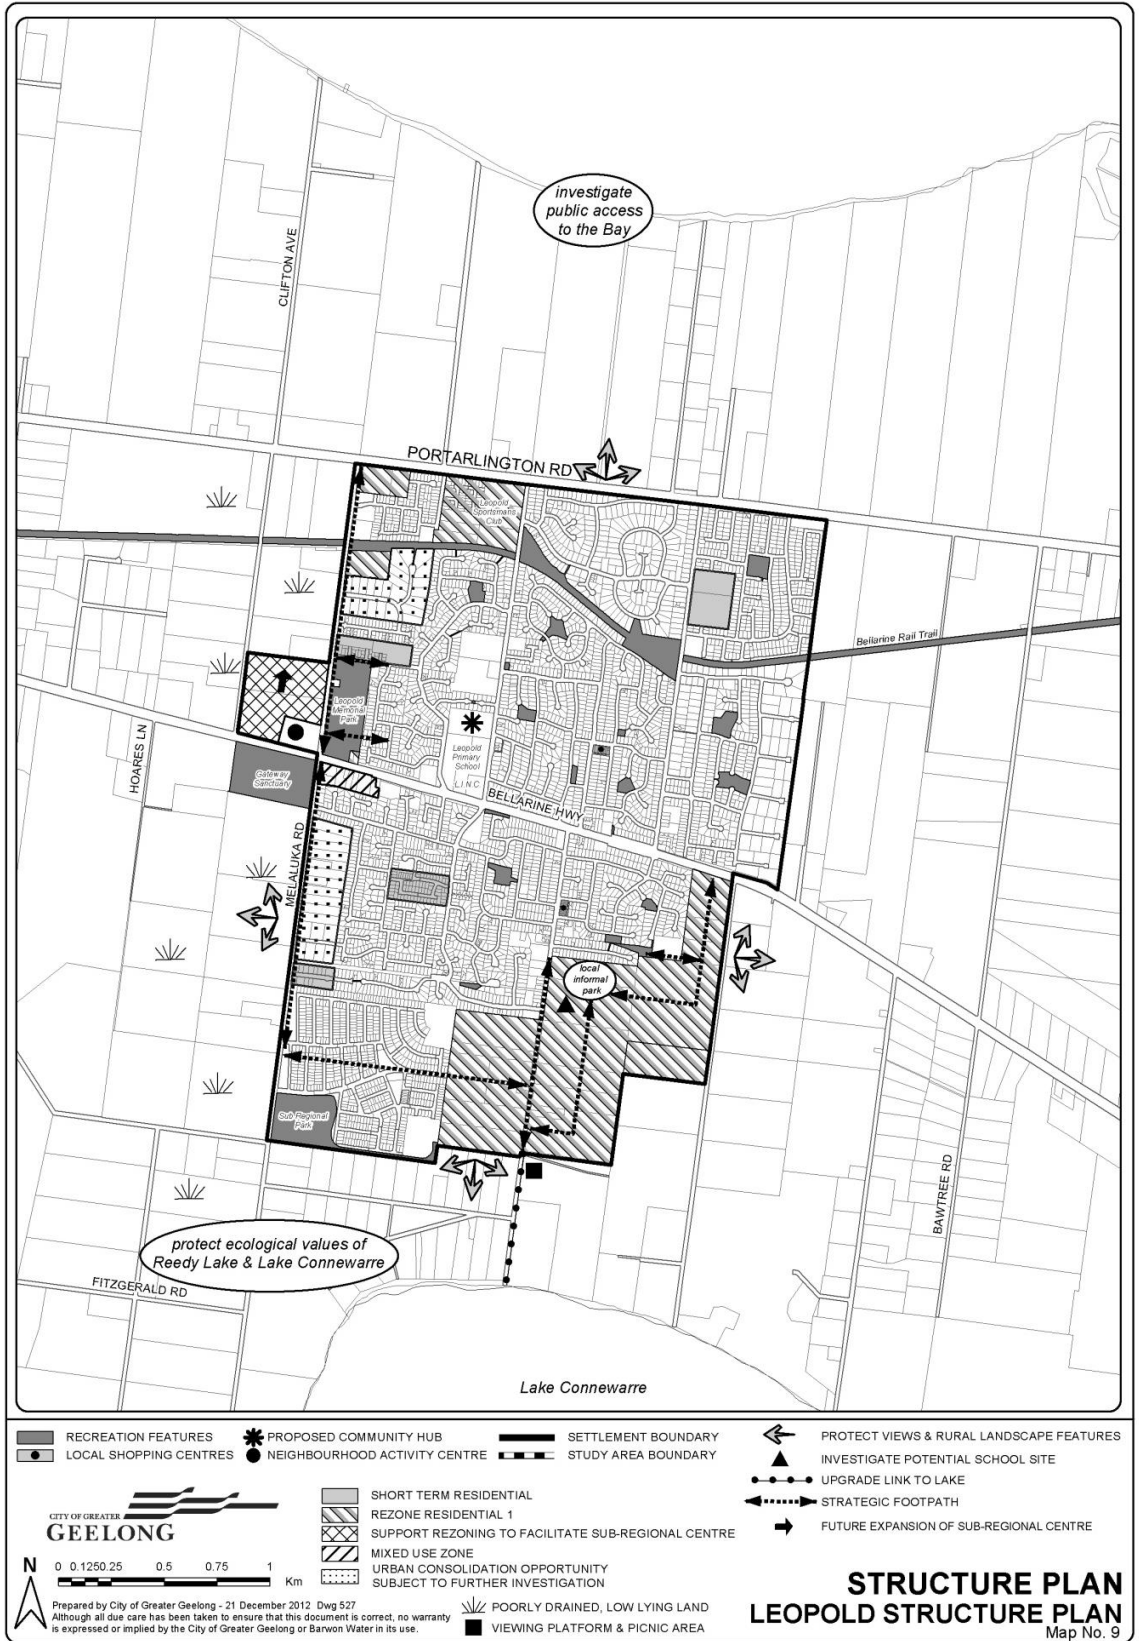 investigate
public access
to the Bay
CLIFTON AVE
PORTARLINGTON RD
Leopold
Sportsmans
Club
Bellarine Rail Trail
Leopold
Memorial
Park
Leopold
Primary
School
L.I.N.C
HOARES LN
Gateway
Sanctuary
BELLARINE HWY
MELALUKA RD
local
informal
park
Sub Regional
Park
BAWTREE RD
protect ecological values of
Reedy Lake & Lake Connewarre
FITZGERALD RD
Lake Connewarre
RECREATION FEATURES
LOCAL SHOPPING CENTRES
PROPOSED COMMUNITY HUB
NEIGHBOURHOOD ACTIVITY CENTRE
SETTLEMENT BOUNDARY
STUDY AREA BOUNDARY
PROTECT VIEWS & RURAL LANDSCAPE FEATURES
INVESTIGATE POTENTIAL SCHOOL SITE
UPGRADE LINK TO LAKE
STRATEGIC FOOTPATH
FUTURE EXPANSION OF SUB-REGIONAL CENTRE
CITY OF GREATER
GEELONG
SHORT TERM RESIDENTIAL
REZONE RESIDENTIAL 1
SUPPORT REZONING TO FACILITATE SUB-REGIONAL CENTRE
MIXED USE ZONE
URBAN CONSOLIDATION OPPORTUNITY
SUBJECT TO FURTHER INVESTIGATION
POORLY DRAINED, LOW LYING LAND
VIEWING PLATFORM & PICNIC AREA
N
0 0.1250.25 0.5 0.75 1
Km
Prepared by City of Greater Geelong - 21 December 2012 Dwg 527
Although all due care has been taken to ensure that this document is correct, no warranty
is expressed or implied by the City of Greater Geelong or Barwon Water in its use.
STRUCTURE PLAN
LEOPOLD STRUCTURE PLAN
Map No. 9